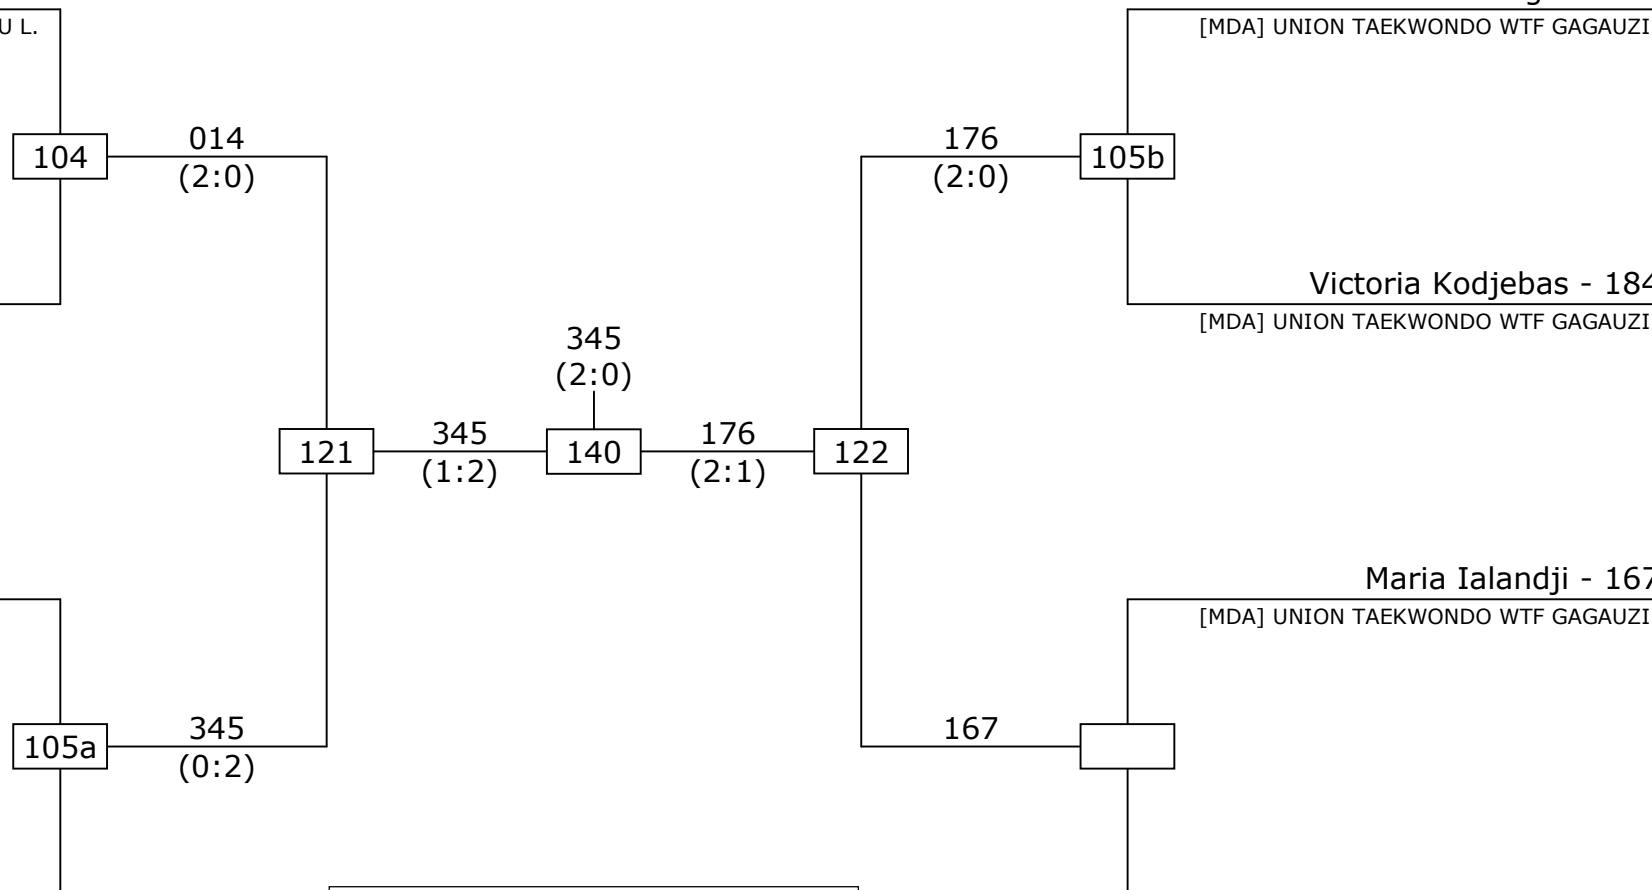 [MDA] UNION TAEKWONDO WTF GAGAUZI
U L.
104
014
(2:0)
176
(2:0)
105b
Victoria Kodjebas - 184
[MDA] UNION TAEKWONDO WTF GAGAUZI
345
(2:0)
121
345
(1:2)
140
176
(2:1)
122
Maria Ialandji - 167
[MDA] UNION TAEKWONDO WTF GAGAUZI
105a
345
(0:2)
167